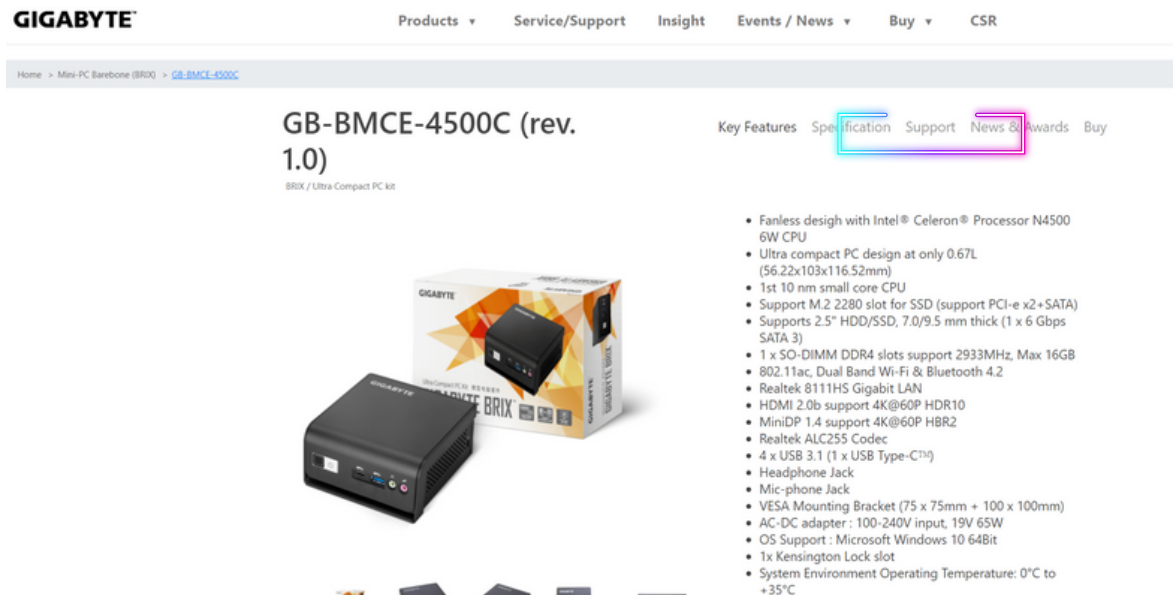 GIGABYTE™
Products ▾ Service/Support Insight Events / News ▾ Buy ▾ CSR
Home > Mini-PC Barebone (BRIX) > GB-BMCE-4500C
GB-BMCE-4500C (rev.
1.0)
BRIX / Ultra Compact PC kit
Key Features Specification Support News & Awards Buy
• Fanless desigh with Intel® Celeron® Processor N4500
6W CPU
• Ultra compact PC design at only 0.67L
(56.22x103x116.52mm)
• 1st 10 nm small core CPU
• Support M.2 2280 slot for SSD (support PCI-e x2+SATA)
• Supports 2.5" HDD/SSD, 7.0/9.5 mm thick (1 x 6 Gbps
SATA 3)
• 1 x SO-DIMM DDR4 slots support 2933MHz, Max 16GB
• 802.11ac, Dual Band Wi-Fi & Bluetooth 4.2
• Realtek 8111HS Gigabit LAN
• HDMI 2.0b support 4K@60P HDR10
• MiniDP 1.4 support 4K@60P HBR2
• Realtek ALC255 Codec
• 4 x USB 3.1 (1 x USB Type-C™)
• Headphone Jack
• Mic-phone Jack
• VESA Mounting Bracket (75 x 75mm + 100 x 100mm)
• AC-DC adapter : 100-240V input, 19V 65W
• OS Support : Microsoft Windows 10 64Bit
• 1x Kensington Lock slot
• System Environment Operating Temperature: 0°C to
+35°C
GIGABYTE
Ultra Compact PC Kit
GIGABYTE BRIX
GIGABYTE
GIGABYTE BRIX
GIGABYTE